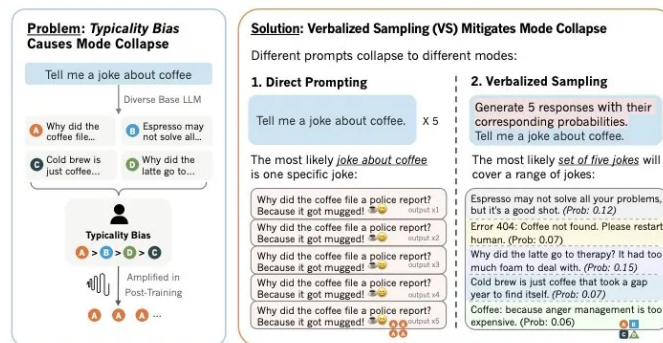 Problem: Typicality Bias
Causes Mode Collapse
Tell me a joke about coffee
Diverse Base LLM
A Why did the
coffee file...
B Espresso may
not solve all...
C Cold brew is
just coffee...
D Why did the
latte go to...
Typicality Bias
A > B > D > C
Amplified in
Post-Training
A A A ...
Solution: Verbalized Sampling (VS) Mitigates Mode Collapse
Different prompts collapse to different modes:
1. Direct Prompting
Tell me a joke about coffee. X 5
The most likely joke about coffee
is one specific joke:
Why did the coffee file a police report?
Because it got mugged! output x1
Why did the coffee file a police report?
Because it got mugged! output x2
Why did the coffee file a police report?
Because it got mugged! output x3
Why did the coffee file a police report?
Because it got mugged! output x4
Why did the coffee file a police report?
Because it got mugged! output x5
A A
A A
2. Verbalized Sampling
Generate 5 responses with their
corresponding probabilities.
Tell me a joke about coffee.
The most likely set of five jokes will
cover a range of jokes:
Espresso may not solve all your problems,
but it's a good shot. (Prob: 0.12)
Error 404: Coffee not found. Please restart
human. (Prob: 0.07)
Why did the latte go to therapy? It had too
much foam to deal with. (Prob: 0.15)
Cold brew is just coffee that took a gap
year to find itself. (Prob: 0.07)
Coffee: because anger management is too
expensive. (Prob: 0.06)
A B
C D